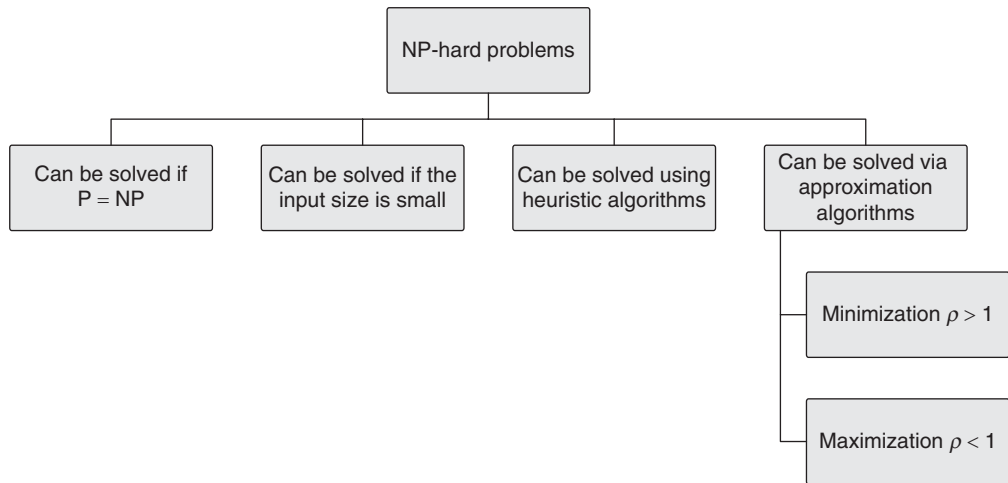 NP-hard problems
Can be solved if
P = NP
Can be solved if the
input size is small
Can be solved using
heuristic algorithms
Can be solved via
approximation
algorithms
Minimization ρ > 1
Maximization ρ < 1